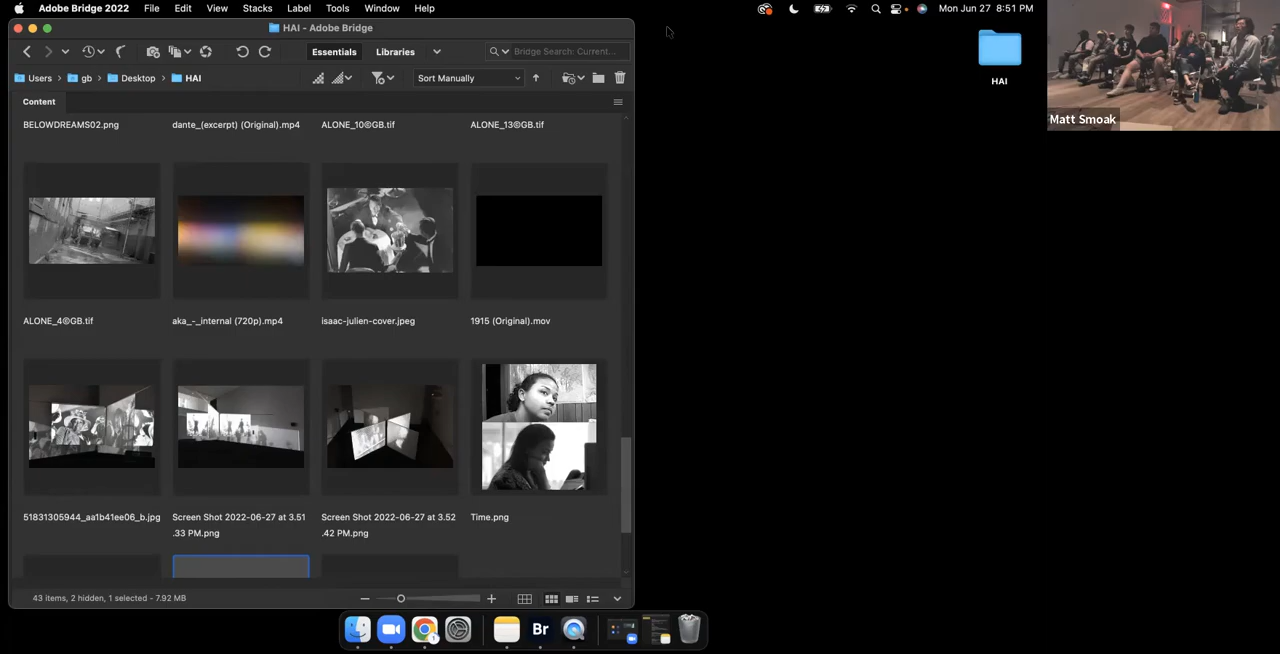 Adobe Bridge 2022 File Edit View Stacks Label Tools Window Help Mon Jun 27 8:51 PM
HAI - Adobe Bridge
Essentials Libraries Bridge Search: Current...
Users gb Desktop HAI Sort Manually
Content
BELOWDREAMS02.png dante_(excerpt) (Original).mp4 ALONE_10©GB.tif ALONE_13©GB.tif
ALONE_4©GB.tif aka_-_internal (720p).mp4 isaac-julien-cover.jpeg 1915 (Original).mov
51831305944_aa1b41ee06_b.jpg Screen Shot 2022-06-27 at 3.51 Screen Shot 2022-06-27 at 3.52 Time.png
.33 PM.png .42 PM.png
43 items, 2 hidden, 1 selected - 7.92 MB
HAI
Matt Smoak
1
Br